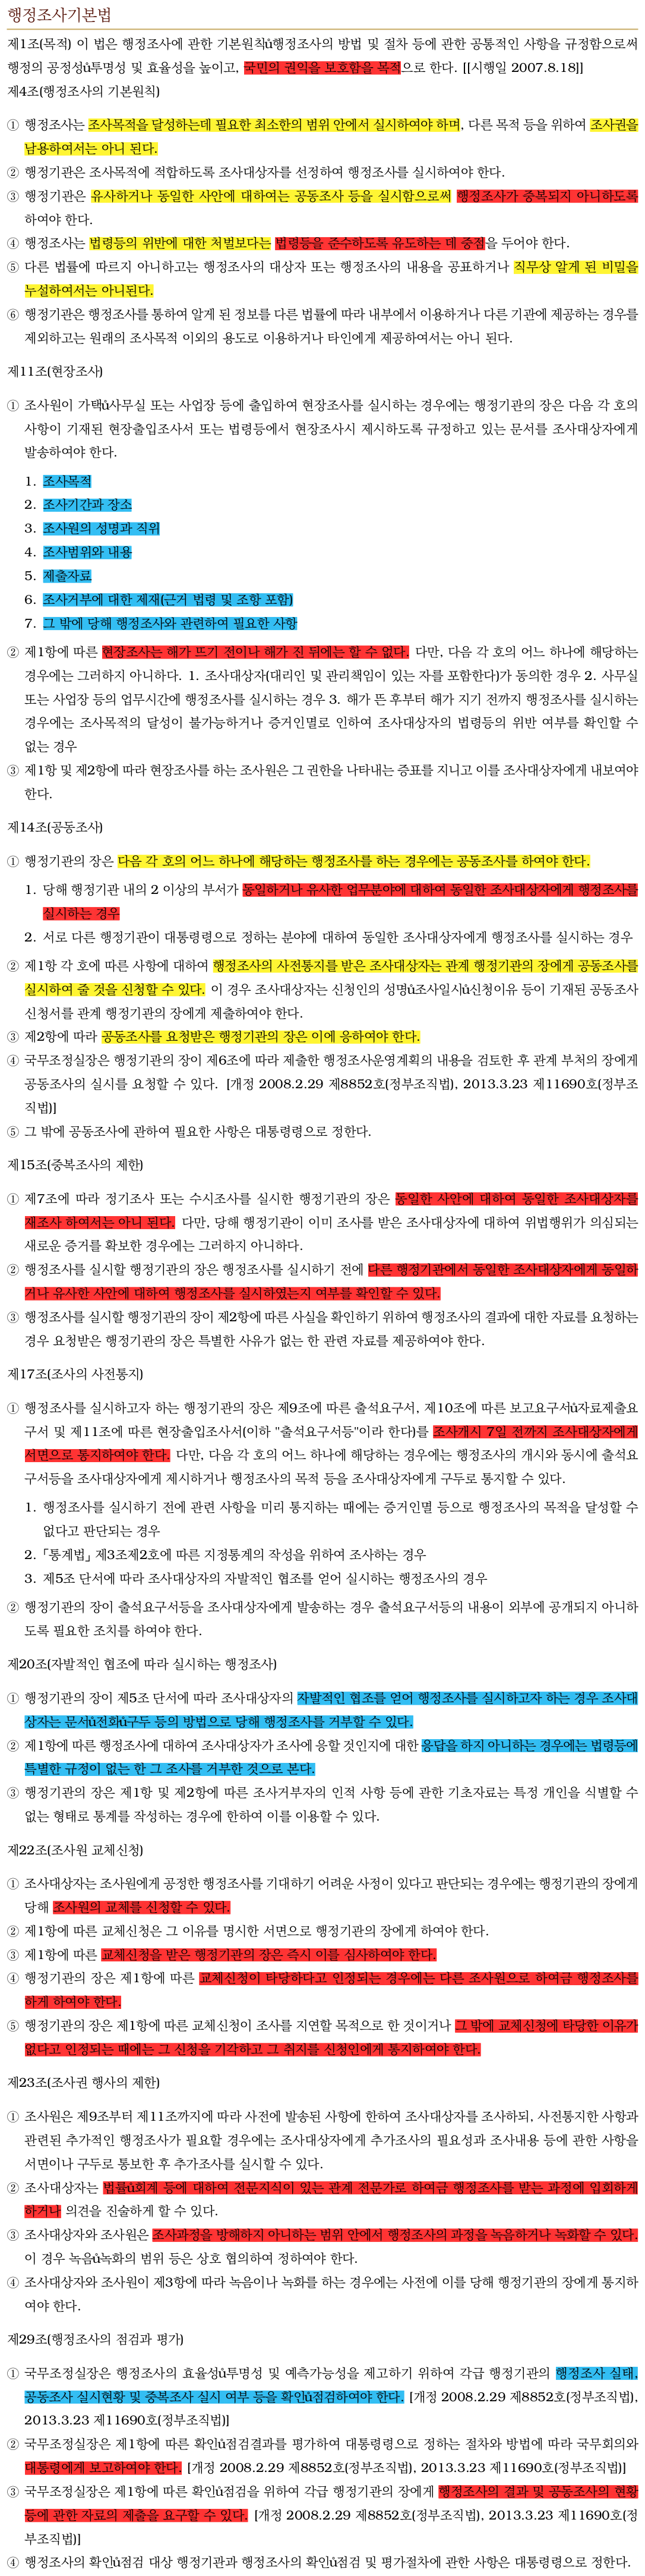 행정조사기본법
제1조(목적) 이 법은 행정조사에 관한 기본원칙û행정조사의 방법 및 절차 등에 관한 공통적인 사항을 규정함으로써
행정의 공정성û투명성 및 효율성을 높이고, 국민의 권익을 보호함을 목적으로 한다. [[시행일 2007.8.18]]
제4조(행정조사의 기본원칙)
① 행정조사는 조사목적을 달성하는데 필요한 최소한의 범위 안에서 실시하여야 하며, 다른 목적 등을 위하여 조사권을
남용하여서는 아니 된다.
② 행정기관은 조사목적에 적합하도록 조사대상자를 선정하여 행정조사를 실시하여야 한다.
③ 행정기관은 유사하거나 동일한 사안에 대하여는 공동조사 등을 실시함으로써 행정조사가 중복되지 아니하도록
하여야 한다.
④ 행정조사는 법령등의 위반에 대한 처벌보다는 법령등을 준수하도록 유도하는 데 중점을 두어야 한다.
⑤ 다른 법률에 따르지 아니하고는 행정조사의 대상자 또는 행정조사의 내용을 공표하거나 직무상 알게 된 비밀을
누설하여서는 아니된다.
⑥ 행정기관은 행정조사를 통하여 알게 된 정보를 다른 법률에 따라 내부에서 이용하거나 다른 기관에 제공하는 경우를
제외하고는 원래의 조사목적 이외의 용도로 이용하거나 타인에게 제공하여서는 아니 된다.
제11조(현장조사)
① 조사원이 가택û사무실 또는 사업장 등에 출입하여 현장조사를 실시하는 경우에는 행정기관의 장은 다음 각 호의
사항이 기재된 현장출입조사서 또는 법령등에서 현장조사시 제시하도록 규정하고 있는 문서를 조사대상자에게
발송하여야 한다.
1. 조사목적
2. 조사기간과 장소
3. 조사원의 성명과 직위
4. 조사범위와 내용
5. 제출자료
6. 조사거부에 대한 제재(근거 법령 및 조항 포함)
7. 그 밖에 당해 행정조사와 관련하여 필요한 사항
② 제1항에 따른 현장조사는 해가 뜨기 전이나 해가 진 뒤에는 할 수 없다. 다만, 다음 각 호의 어느 하나에 해당하는
경우에는 그러하지 아니하다. 1. 조사대상자(대리인 및 관리책임이 있는 자를 포함한다)가 동의한 경우 2. 사무실
또는 사업장 등의 업무시간에 행정조사를 실시하는 경우 3. 해가 뜬 후부터 해가 지기 전까지 행정조사를 실시하는
경우에는 조사목적의 달성이 불가능하거나 증거인멸로 인하여 조사대상자의 법령등의 위반 여부를 확인할 수
없는 경우
③ 제1항 및 제2항에 따라 현장조사를 하는 조사원은 그 권한을 나타내는 증표를 지니고 이를 조사대상자에게 내보여야
한다.
제14조(공동조사)
① 행정기관의 장은 다음 각 호의 어느 하나에 해당하는 행정조사를 하는 경우에는 공동조사를 하여야 한다.
1. 당해 행정기관 내의 2 이상의 부서가 동일하거나 유사한 업무분야에 대하여 동일한 조사대상자에게 행정조사를
실시하는 경우
2. 서로 다른 행정기관이 대통령령으로 정하는 분야에 대하여 동일한 조사대상자에게 행정조사를 실시하는 경우
② 제1항 각 호에 따른 사항에 대하여 행정조사의 사전통지를 받은 조사대상자는 관계 행정기관의 장에게 공동조사를
실시하여 줄 것을 신청할 수 있다. 이 경우 조사대상자는 신청인의 성명û조사일시û신청이유 등이 기재된 공동조사
신청서를 관계 행정기관의 장에게 제출하여야 한다.
③ 제2항에 따라 공동조사를 요청받은 행정기관의 장은 이에 응하여야 한다.
④ 국무조정실장은 행정기관의 장이 제6조에 따라 제출한 행정조사운영계획의 내용을 검토한 후 관계 부처의 장에게
공동조사의 실시를 요청할 수 있다. [개정 2008.2.29 제8852호(정부조직법), 2013.3.23 제11690호(정부조
직법)]
⑤ 그 밖에 공동조사에 관하여 필요한 사항은 대통령령으로 정한다.
제15조(중복조사의 제한)
① 제7조에 따라 정기조사 또는 수시조사를 실시한 행정기관의 장은 동일한 사안에 대하여 동일한 조사대상자를
재조사 하여서는 아니 된다. 다만, 당해 행정기관이 이미 조사를 받은 조사대상자에 대하여 위법행위가 의심되는
새로운 증거를 확보한 경우에는 그러하지 아니하다.
② 행정조사를 실시할 행정기관의 장은 행정조사를 실시하기 전에 다른 행정기관에서 동일한 조사대상자에게 동일하
거나 유사한 사안에 대하여 행정조사를 실시하였는지 여부를 확인할 수 있다.
③ 행정조사를 실시할 행정기관의 장이 제2항에 따른 사실을 확인하기 위하여 행정조사의 결과에 대한 자료를 요청하는
경우 요청받은 행정기관의 장은 특별한 사유가 없는 한 관련 자료를 제공하여야 한다.
제17조(조사의 사전통지)
① 행정조사를 실시하고자 하는 행정기관의 장은 제9조에 따른 출석요구서, 제10조에 따른 보고요구서û자료제출요
구서 및 제11조에 따른 현장출입조사서(이하 "출석요구서등"이라 한다)를 조사개시 7일 전까지 조사대상자에게
서면으로 통지하여야 한다. 다만, 다음 각 호의 어느 하나에 해당하는 경우에는 행정조사의 개시와 동시에 출석요
구서등을 조사대상자에게 제시하거나 행정조사의 목적 등을 조사대상자에게 구두로 통지할 수 있다.
1. 행정조사를 실시하기 전에 관련 사항을 미리 통지하는 때에는 증거인멸 등으로 행정조사의 목적을 달성할 수
없다고 판단되는 경우
2. 「통계법」 제3조제2호에 따른 지정통계의 작성을 위하여 조사하는 경우
3. 제5조 단서에 따라 조사대상자의 자발적인 협조를 얻어 실시하는 행정조사의 경우
② 행정기관의 장이 출석요구서등을 조사대상자에게 발송하는 경우 출석요구서등의 내용이 외부에 공개되지 아니하
도록 필요한 조치를 하여야 한다.
제20조(자발적인 협조에 따라 실시하는 행정조사)
① 행정기관의 장이 제5조 단서에 따라 조사대상자의 자발적인 협조를 얻어 행정조사를 실시하고자 하는 경우 조사대
상자는 문서û전화û구두 등의 방법으로 당해 행정조사를 거부할 수 있다.
② 제1항에 따른 행정조사에 대하여 조사대상자가 조사에 응할 것인지에 대한 응답을 하지 아니하는 경우에는 법령등에
특별한 규정이 없는 한 그 조사를 거부한 것으로 본다.
③ 행정기관의 장은 제1항 및 제2항에 따른 조사거부자의 인적 사항 등에 관한 기초자료는 특정 개인을 식별할 수
없는 형태로 통계를 작성하는 경우에 한하여 이를 이용할 수 있다.
제22조(조사원 교체신청)
① 조사대상자는 조사원에게 공정한 행정조사를 기대하기 어려운 사정이 있다고 판단되는 경우에는 행정기관의 장에게
당해 조사원의 교체를 신청할 수 있다.
② 제1항에 따른 교체신청은 그 이유를 명시한 서면으로 행정기관의 장에게 하여야 한다.
③ 제1항에 따른 교체신청을 받은 행정기관의 장은 즉시 이를 심사하여야 한다.
④ 행정기관의 장은 제1항에 따른 교체신청이 타당하다고 인정되는 경우에는 다른 조사원으로 하여금 행정조사를
하게 하여야 한다.
⑤ 행정기관의 장은 제1항에 따른 교체신청이 조사를 지연할 목적으로 한 것이거나 그 밖에 교체신청에 타당한 이유가
없다고 인정되는 때에는 그 신청을 기각하고 그 취지를 신청인에게 통지하여야 한다.
제23조(조사권 행사의 제한)
① 조사원은 제9조부터 제11조까지에 따라 사전에 발송된 사항에 한하여 조사대상자를 조사하되, 사전통지한 사항과
관련된 추가적인 행정조사가 필요할 경우에는 조사대상자에게 추가조사의 필요성과 조사내용 등에 관한 사항을
서면이나 구두로 통보한 후 추가조사를 실시할 수 있다.
② 조사대상자는 법률û회계 등에 대하여 전문지식이 있는 관계 전문가로 하여금 행정조사를 받는 과정에 입회하게
하거나 의견을 진술하게 할 수 있다.
③ 조사대상자와 조사원은 조사과정을 방해하지 아니하는 범위 안에서 행정조사의 과정을 녹음하거나 녹화할 수 있다.
이 경우 녹음û녹화의 범위 등은 상호 협의하여 정하여야 한다.
④ 조사대상자와 조사원이 제3항에 따라 녹음이나 녹화를 하는 경우에는 사전에 이를 당해 행정기관의 장에게 통지하
여야 한다.
제29조(행정조사의 점검과 평가)
① 국무조정실장은 행정조사의 효율성û투명성 및 예측가능성을 제고하기 위하여 각급 행정기관의 행정조사 실태,
공동조사 실시현황 및 중복조사 실시 여부 등을 확인û점검하여야 한다. [개정 2008.2.29 제8852호(정부조직법),
2013.3.23 제11690호(정부조직법)]
② 국무조정실장은 제1항에 따른 확인û점검결과를 평가하여 대통령령으로 정하는 절차와 방법에 따라 국무회의와
대통령에게 보고하여야 한다. [개정 2008.2.29 제8852호(정부조직법), 2013.3.23 제11690호(정부조직법)]
③ 국무조정실장은 제1항에 따른 확인û점검을 위하여 각급 행정기관의 장에게 행정조사의 결과 및 공동조사의 현황
등에 관한 자료의 제출을 요구할 수 있다. [개정 2008.2.29 제8852호(정부조직법), 2013.3.23 제11690호(정
부조직법)]
④ 행정조사의 확인û점검 대상 행정기관과 행정조사의 확인û점검 및 평가절차에 관한 사항은 대통령령으로 정한다.